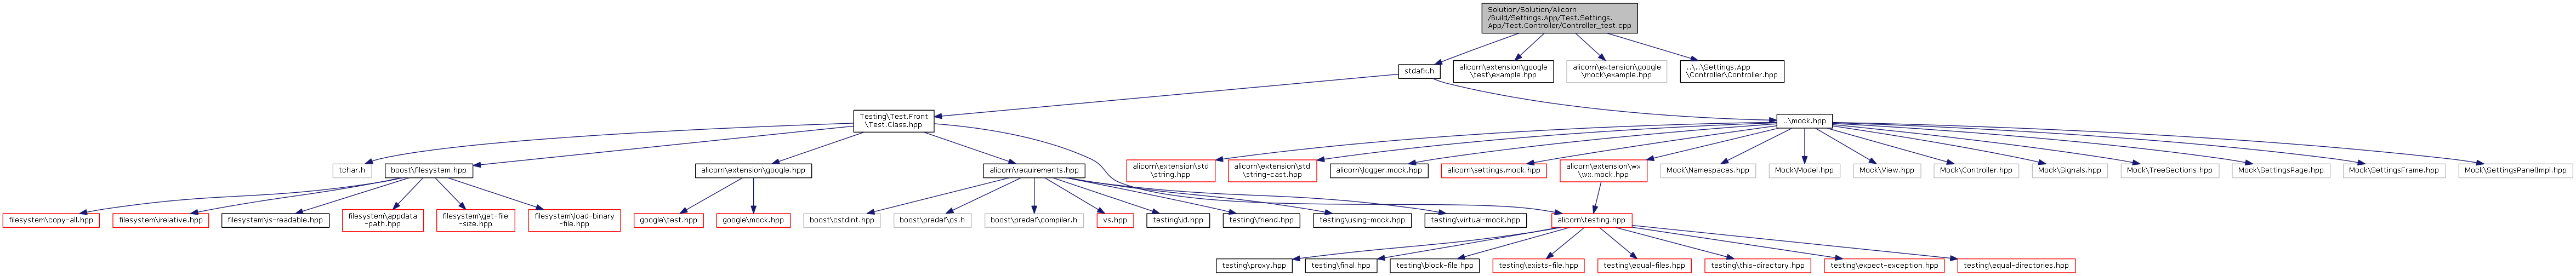 Solution/Solution/Alicorn
/Build/Settings.App/Test.Settings.
App/Test.Controller/Controller_test.cpp
stdafx.h
alicorn\extension\google
\test\example.hpp
alicorn\extension\google
\mock\example.hpp
..\..\Settings.App
\Controller\Controller.hpp
Testing\Test.Front
\Test.Class.hpp
..\mock.hpp
tchar.h
boost\filesystem.hpp
alicorn\extension\google.hpp
alicorn\requirements.hpp
alicorn\extension\std
\string.hpp
alicorn\extension\std
\string-cast.hpp
alicorn\logger.mock.hpp
alicorn\settings.mock.hpp
alicorn\extension\wx
\wx.mock.hpp
Mock\Namespaces.hpp
Mock\Model.hpp
Mock\View.hpp
Mock\Controller.hpp
Mock\Signals.hpp
Mock\TreeSections.hpp
Mock\SettingsPage.hpp
Mock\SettingsFrame.hpp
Mock\SettingsPanelImpl.hpp
filesystem\copy-all.hpp
filesystem\irelative.hpp
filesystem\is-readable.hpp
filesystem\appdata
-path.hpp
filesystem\get-file
-size.hpp
filesystem\load-binary
-file.hpp
google\test.hpp
google\mock.hpp
boost\cstdint.hpp
boost\predef\os.h
boost\predef\compiler.h
vs.hpp
testing\id.hpp
testing\friend.hpp
testing\using-mock.hpp
testing\virtual-mock.hpp
alicorn\testing.hpp
testing\proxy.hpp
testing\final.hpp
testing\block-file.hpp
testing\exists-file.hpp
testing\equal-files.hpp
testing\this-directory.hpp
testing\expect-exception.hpp
testing\equal-directories.hpp